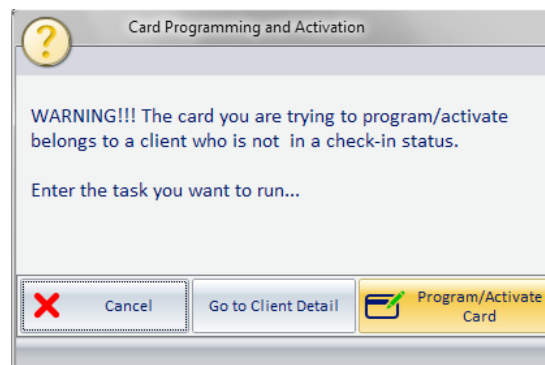 Card Programming and Activation
WARNING!!! The card you are trying to program/activate
belongs to a client who is not in a check-in status.
Enter the task you want to run...
Cancel
Go to Client Detail
Program/Activate
Card